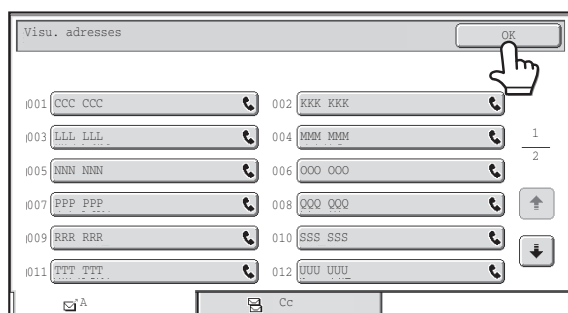 Visu. adresses
OK
001 CCC CCC
002 KKK KKK
003 LLL LLL
004 MMM MMM
1
2
005 NNN NNN
006 OOO OOO
007 PPP PPP
008 QQQ QQQ
009 RRR RRR
010 SSS SSS
011 TTT TTT
012 UUU UUU
A
Cc